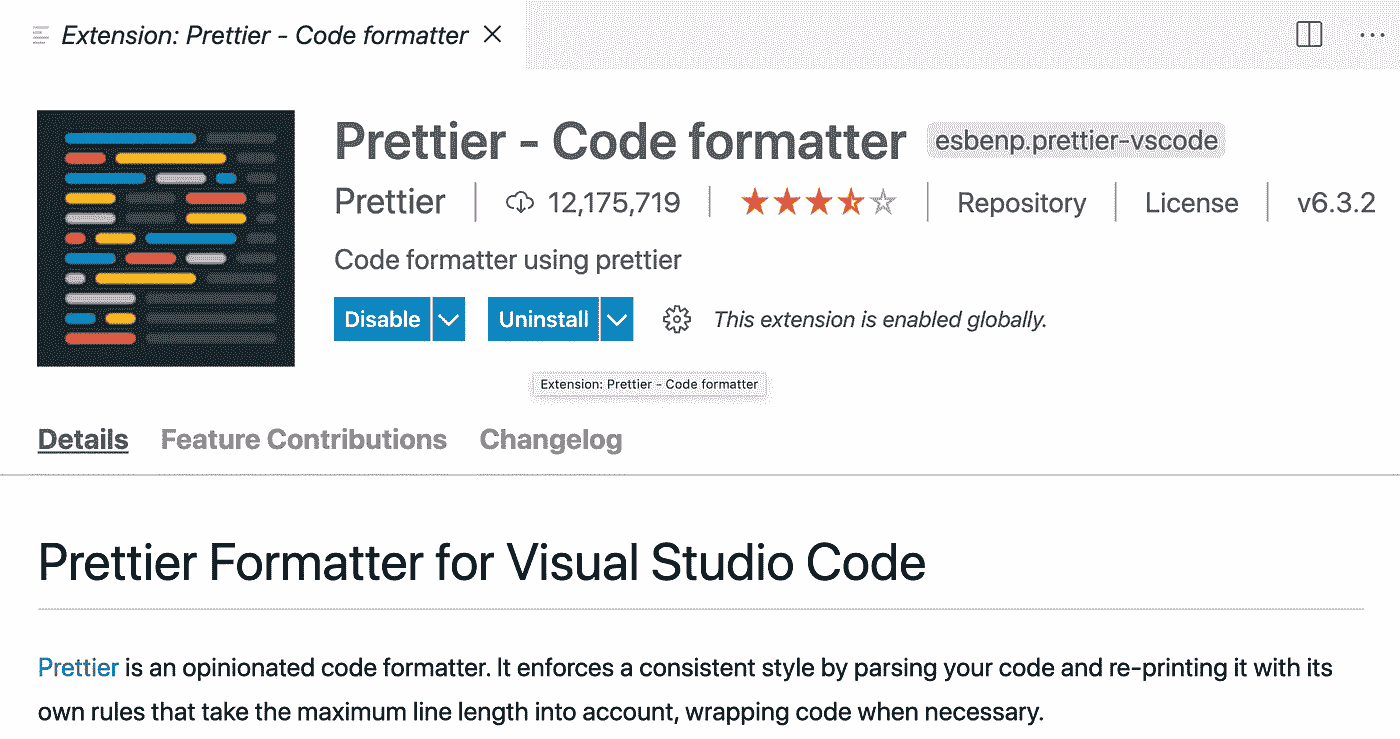 Extension: Prettier - Code formatter
Prettier - Code formatter esbenp.prettier-vscode
Prettier 12,175,719 Repository License v6.3.2
Code formatter using prettier
Disable Uninstall This extension is enabled globally.
Extension: Prettier - Code formatter
Details Feature Contributions Changelog
Prettier Formatter for Visual Studio Code
Prettier is an opinionated code formatter. It enforces a consistent style by parsing your code and re-printing it with its
own rules that take the maximum line length into account, wrapping code when necessary.